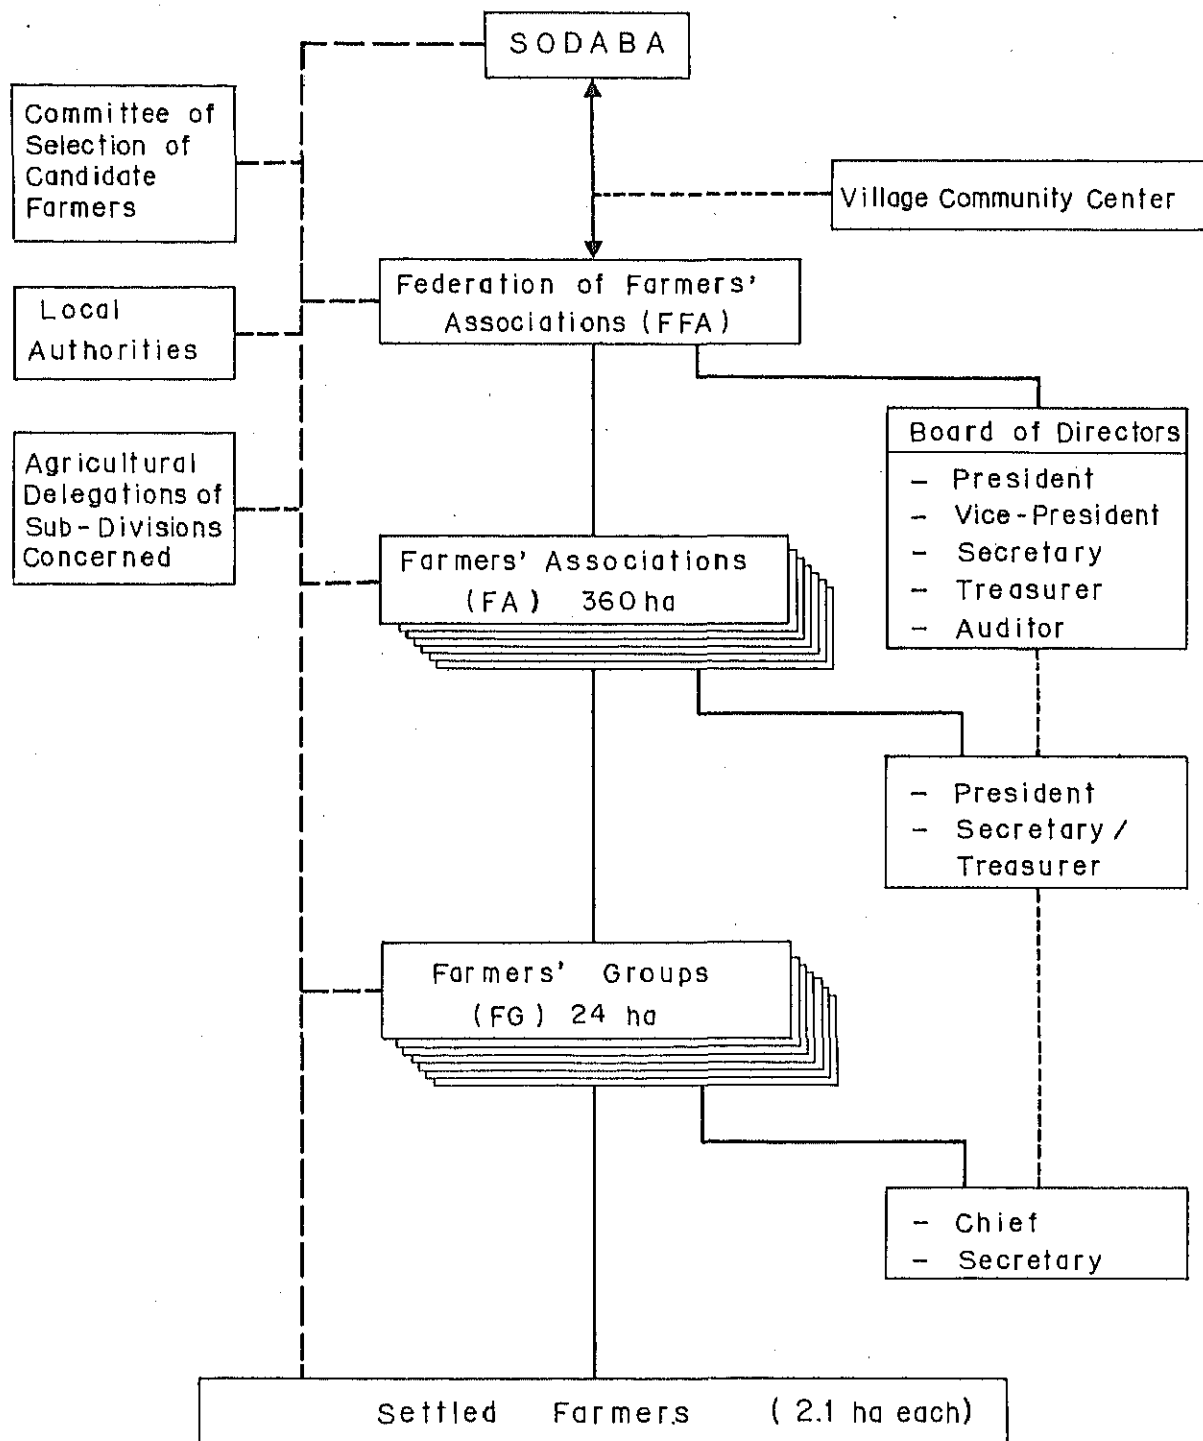 SODABA
Committee of
Selection of
Candidate
Farmers
Village Community Center
Federation of Farmers'
Associations (FFA)
Local
Authorities
Board of Directors
- President
- Vice-President
- Secretary
- Treasurer
- Auditor
Agricultural
Delegations of
Sub-Divisions
Concerned
Farmers' Associations
(FA) 360 ha
- President
- Secretary /
Treasurer
Farmers' Groups
(FG) 24 ha
- Chief
- Secretary
Settled Farmers (2.1 ha each)